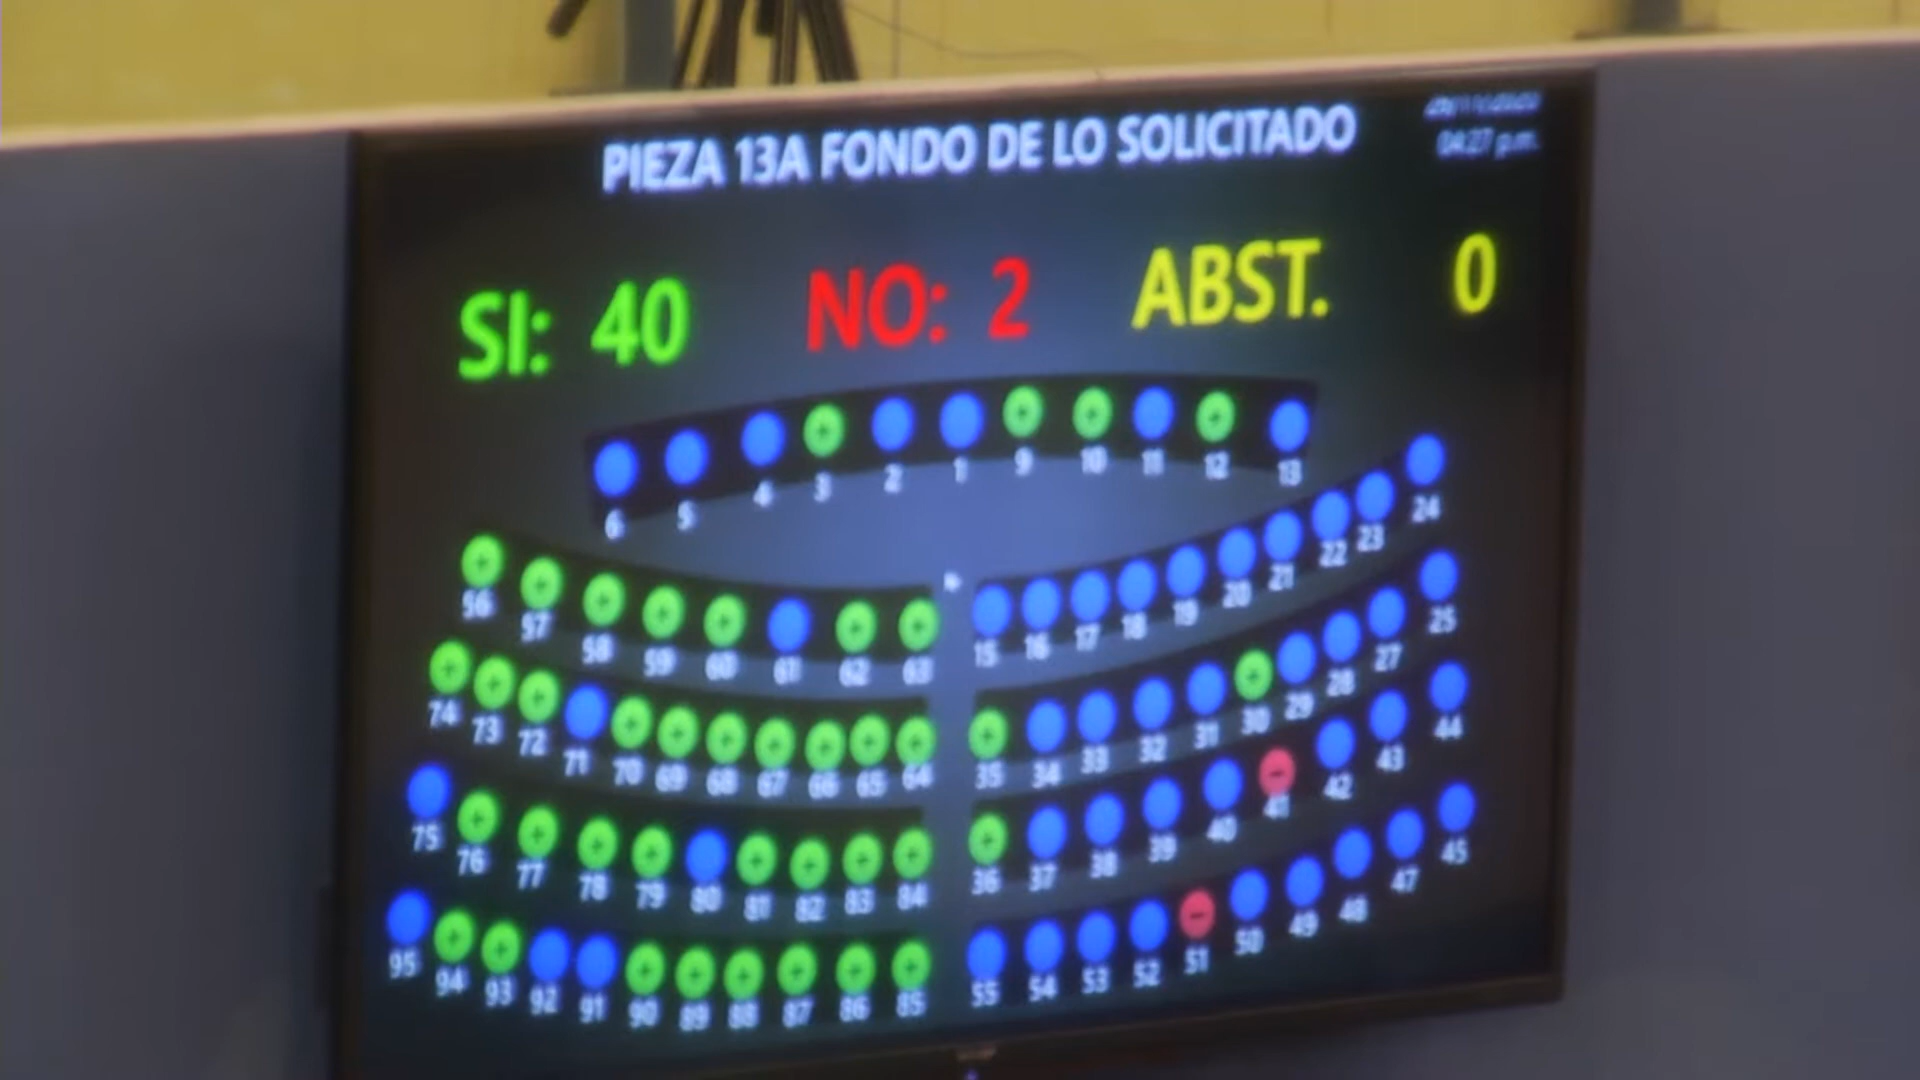 PIEZA 13A FONDO DE LO SOLICITADO
04:27 p.m.
SI: 40 NO: 2 ABST. 0
6 5 4 3 2 1 9 10 11 12 13
56 57 58 59 60 61 62 63 15 16 17 18 19 20 21 22 23 24
74 73 72 71 70 69 68 67 66 65 64 35 34 33 32 31 30 29 28 27 25
75 76 77 78 79 80 81 82 83 84 36 37 38 39 40 41 42 43 44
95 94 93 92 91 90 89 88 87 86 85 55 54 53 52 51 50 49 48 47 45